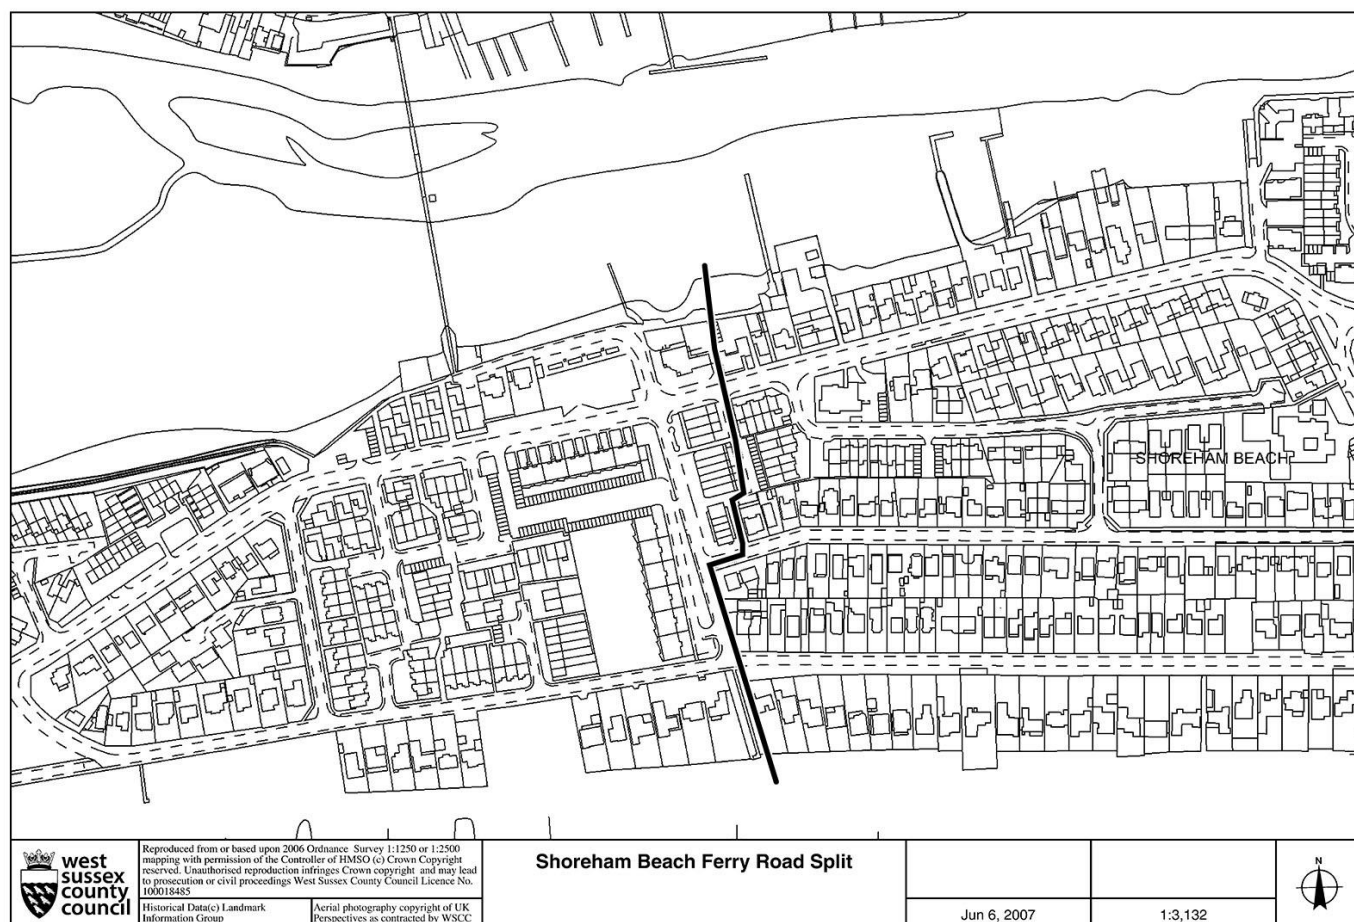 SHOREHAM BEACH
west
sussex
county
council
Reproduced from or based upon 2006 Ordnance Survey 1:1250 or 1:2500
mapping with permission of the Controller of HMSO (c) Crown Copyright
reserved. Unauthorised reproduction infringes Crown copyright and may lead
to prosecution or civil proceedings West Sussex County Council Licence No.
100018485
Historical Data(c) Landmark
Information Group
Aerial photography copyright of UK
Perspectives as contracted by WSCC
Shoreham Beach Ferry Road Split
Jun 6, 2007
1:3,132
N